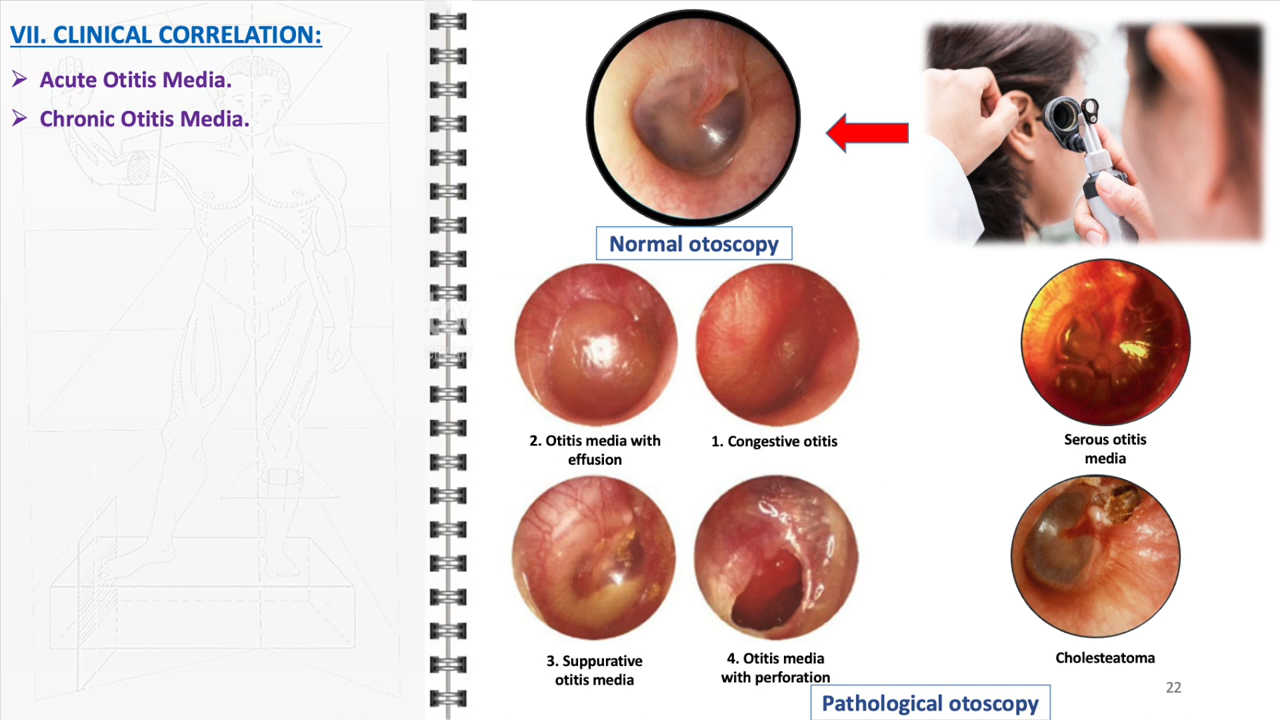 VII. CLINICAL CORRELATION:
➢ Acute Otitis Media.
➢ Chronic Otitis Media.
Normal otoscopy
2. Otitis media with
effusion
1. Congestive otitis
Serous otitis
media
3. Suppurative
otitis media
4. Otitis media
with perforation
Cholesteatoma
22
Pathological otoscopy